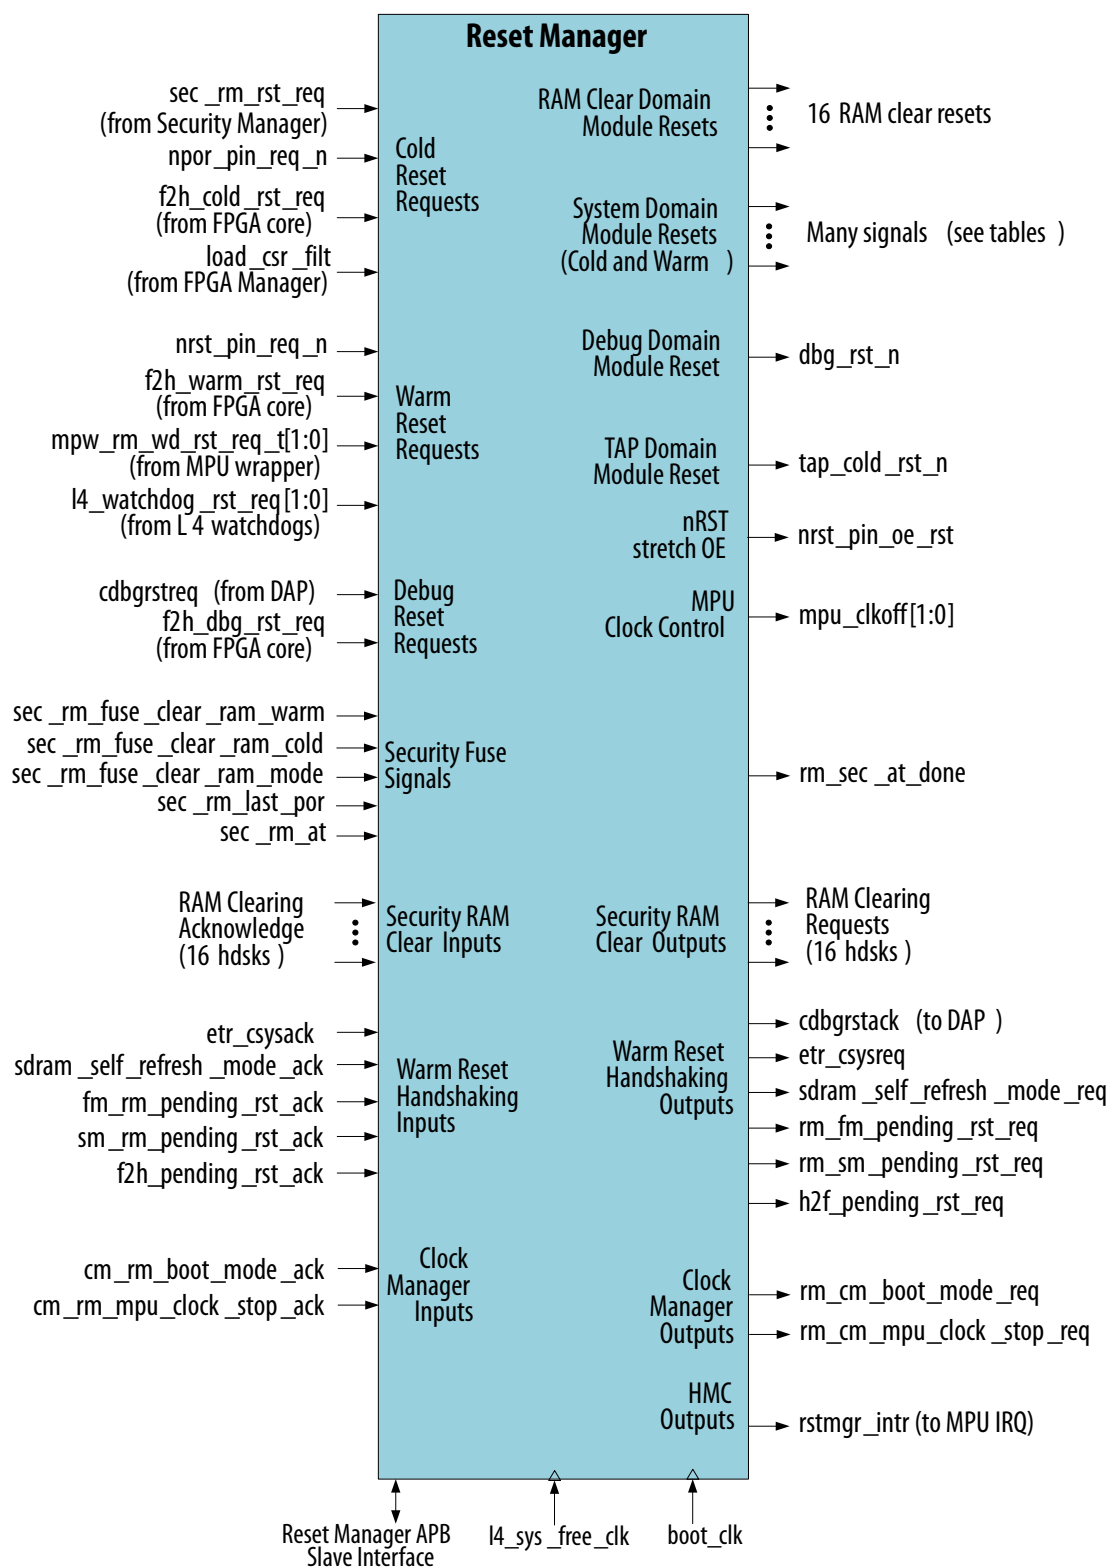 Reset Manager
sec_rm_rst_req
(from Security Manager)
npor_pin_req_n
f2h_cold_rst_req
(from FPGA core)
load_csr_filt
(from FPGA Manager)
Cold
Reset
Requests
nrst_pin_req_n
f2h_warm_rst_req
(from FPGA core)
mpw_rm_wd_rst_req_t[1:0]
(from MPU wrapper)
l4_watchdog_rst_req[1:0]
(from L4 watchdogs)
Warm
Reset
Requests
cdbgrstreq (from DAP)
f2h_dbg_rst_req
(from FPGA core)
Debug
Reset
Requests
sec_rm_fuse_clear_ram_warm
sec_rm_fuse_clear_ram_cold
sec_rm_fuse_clear_ram_mode
sec_rm_last_por
sec_rm_at
Security Fuse
Signals
RAM Clearing
Acknowledge
(16 hdsks)
Security RAM
Clear Inputs
etr_csysack
sdram_self_refresh_mode_ack
fm_rm_pending_rst_ack
sm_rm_pending_rst_ack
f2h_pending_rst_ack
Warm Reset
Handshaking
Inputs
cm_rm_boot_mode_ack
cm_rm_mpu_clock_stop_ack
Clock
Manager
Inputs
RAM Clear Domain
Module Resets
16 RAM clear resets
System Domain
Module Resets
(Cold and Warm)
Many signals (see tables)
Debug Domain
Module Reset
dbg_rst_n
TAP Domain
Module Reset
tap_cold_rst_n
nRST
stretch OE
nrst_pin_oe_rst
MPU
Clock Control
mpu_clkoff[1:0]
rm_sec_at_done
Security RAM
Clear Outputs
RAM Clearing
Requests
(16 hdsks)
Warm Reset
Handshaking
Outputs
cdbgrstack (to DAP)
etr_csysreq
sdram_self_refresh_mode_req
rm_fm_pending_rst_req
rm_sm_pending_rst_req
h2f_pending_rst_req
Clock
Manager
Outputs
rm_cm_boot_mode_req
rm_cm_mpu_clock_stop_req
HMC
Outputs
rstmgr_intr (to MPU IRQ)
Reset Manager APB
Slave Interface
l4_sys_free_clk
boot_clk